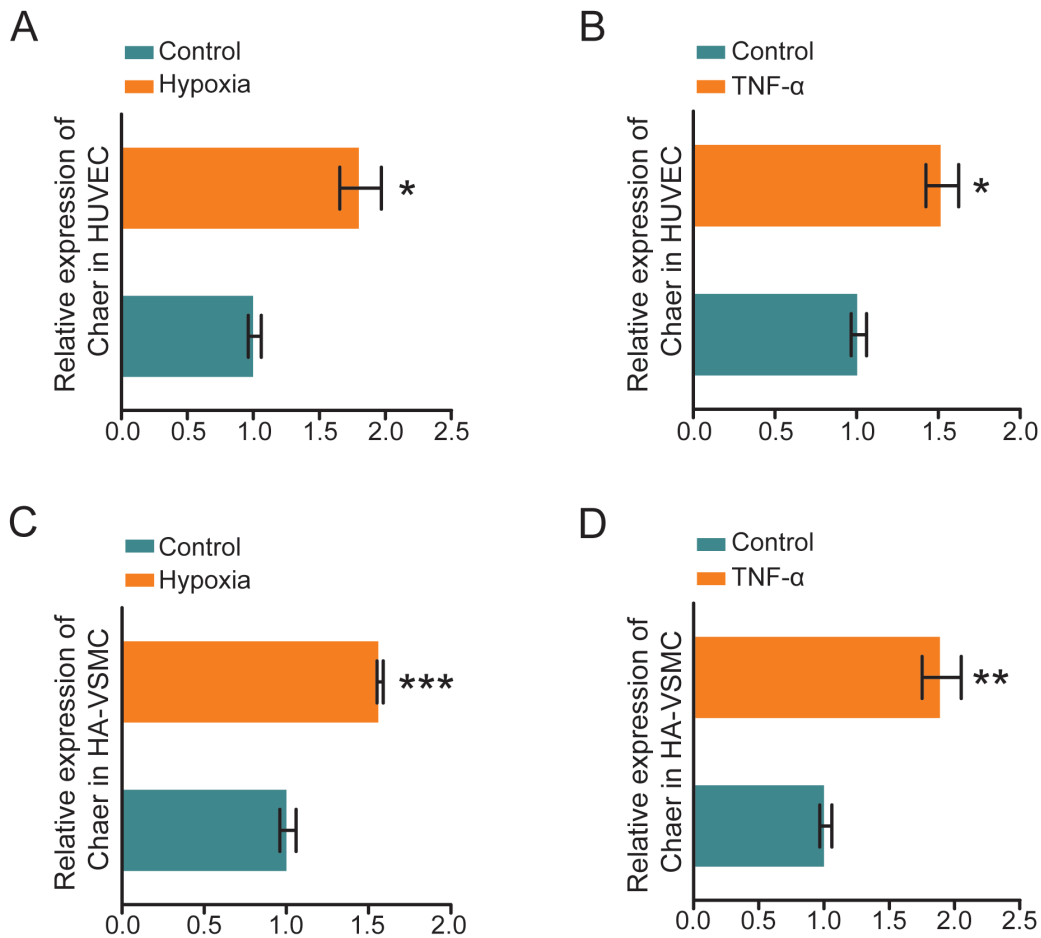 A
Control
Hypoxia
Relative expression of
Chaer in HUVEC
*
0.0 0.5 1.0 1.5 2.0 2.5
B
Control
TNF-α
Relative expression of
Chaer in HUVEC
*
0.0 0.5 1.0 1.5 2.0
C
Control
Hypoxia
Relative expression of
Chaer in HA-VSMC
***
0.0 0.5 1.0 1.5 2.0
D
Control
TNF-α
Relative expression of
Chaer in HA-VSMC
**
0.0 0.5 1.0 1.5 2.0 2.5